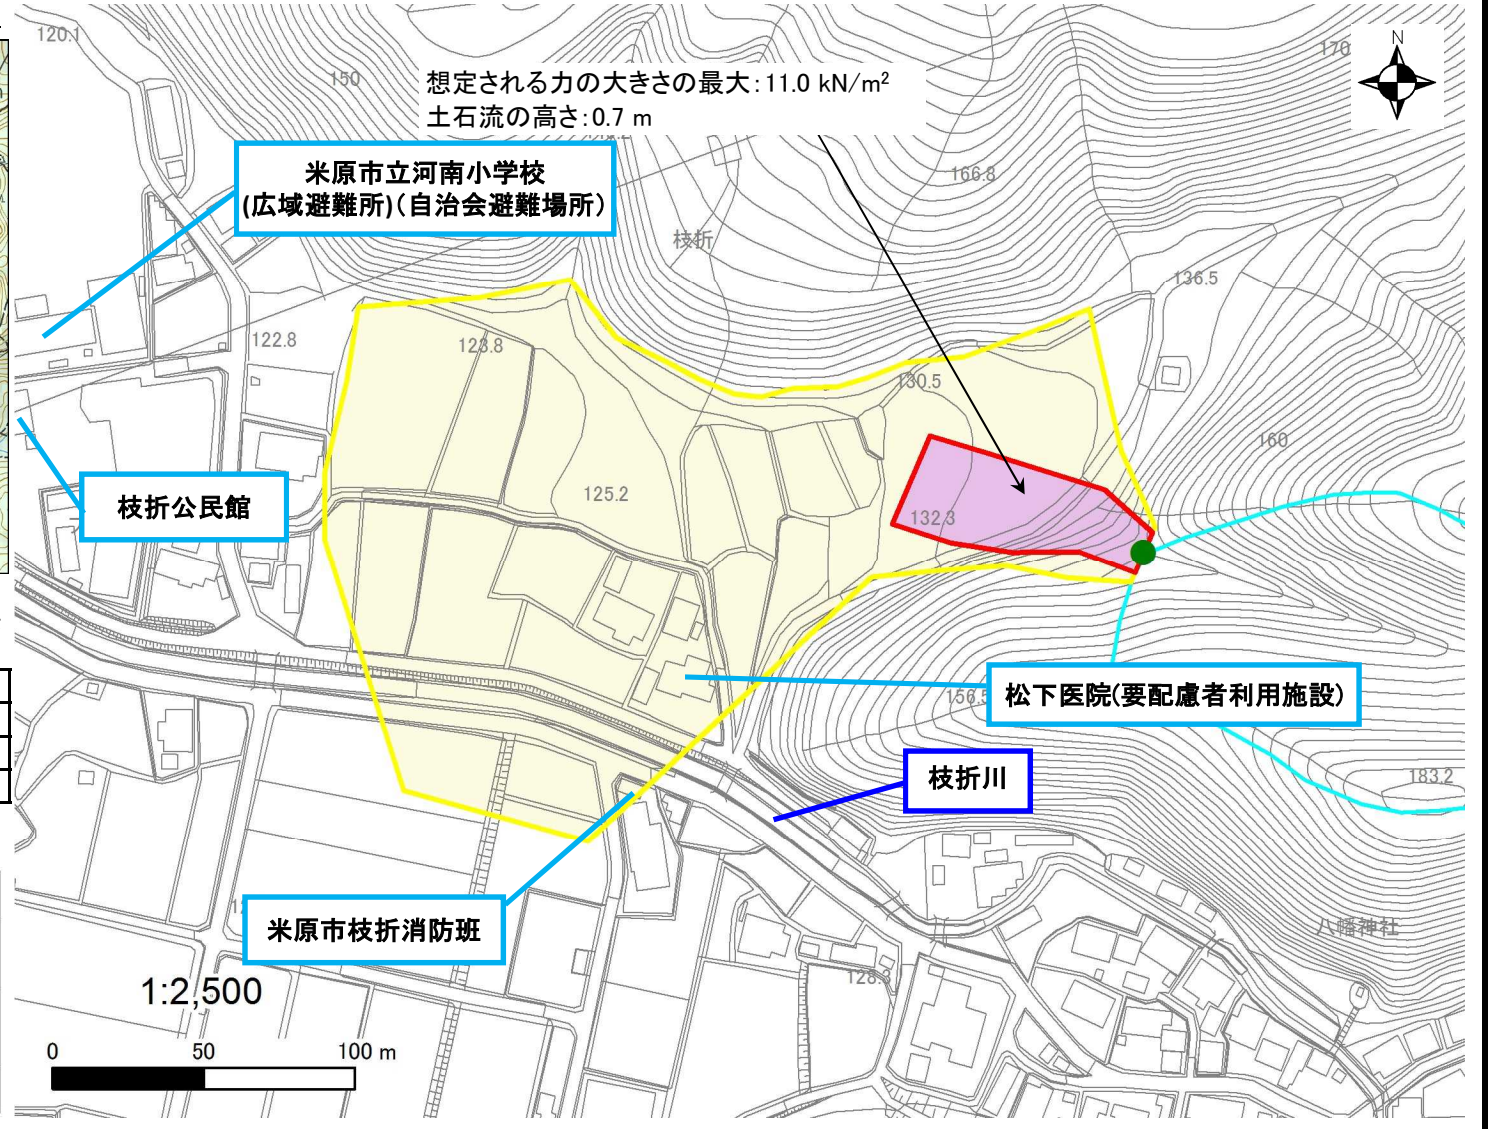 120.1
150
170
N
想定される力の大きさの最大：11.0 kN/m²
土石流の高さ：0.7 m
166.8
米原市立河南小学校
(広域避難所)（自治会避難場所）
枝折
136.5
122.8
123.8
130.5
160
125.2
132.3
枝折公民館
松下医院(要配慮者利用施設)
156.5
枝折川
183.2
米原市枝折消防班
八幡神社
128.3
1:2,500
0 50 100 m